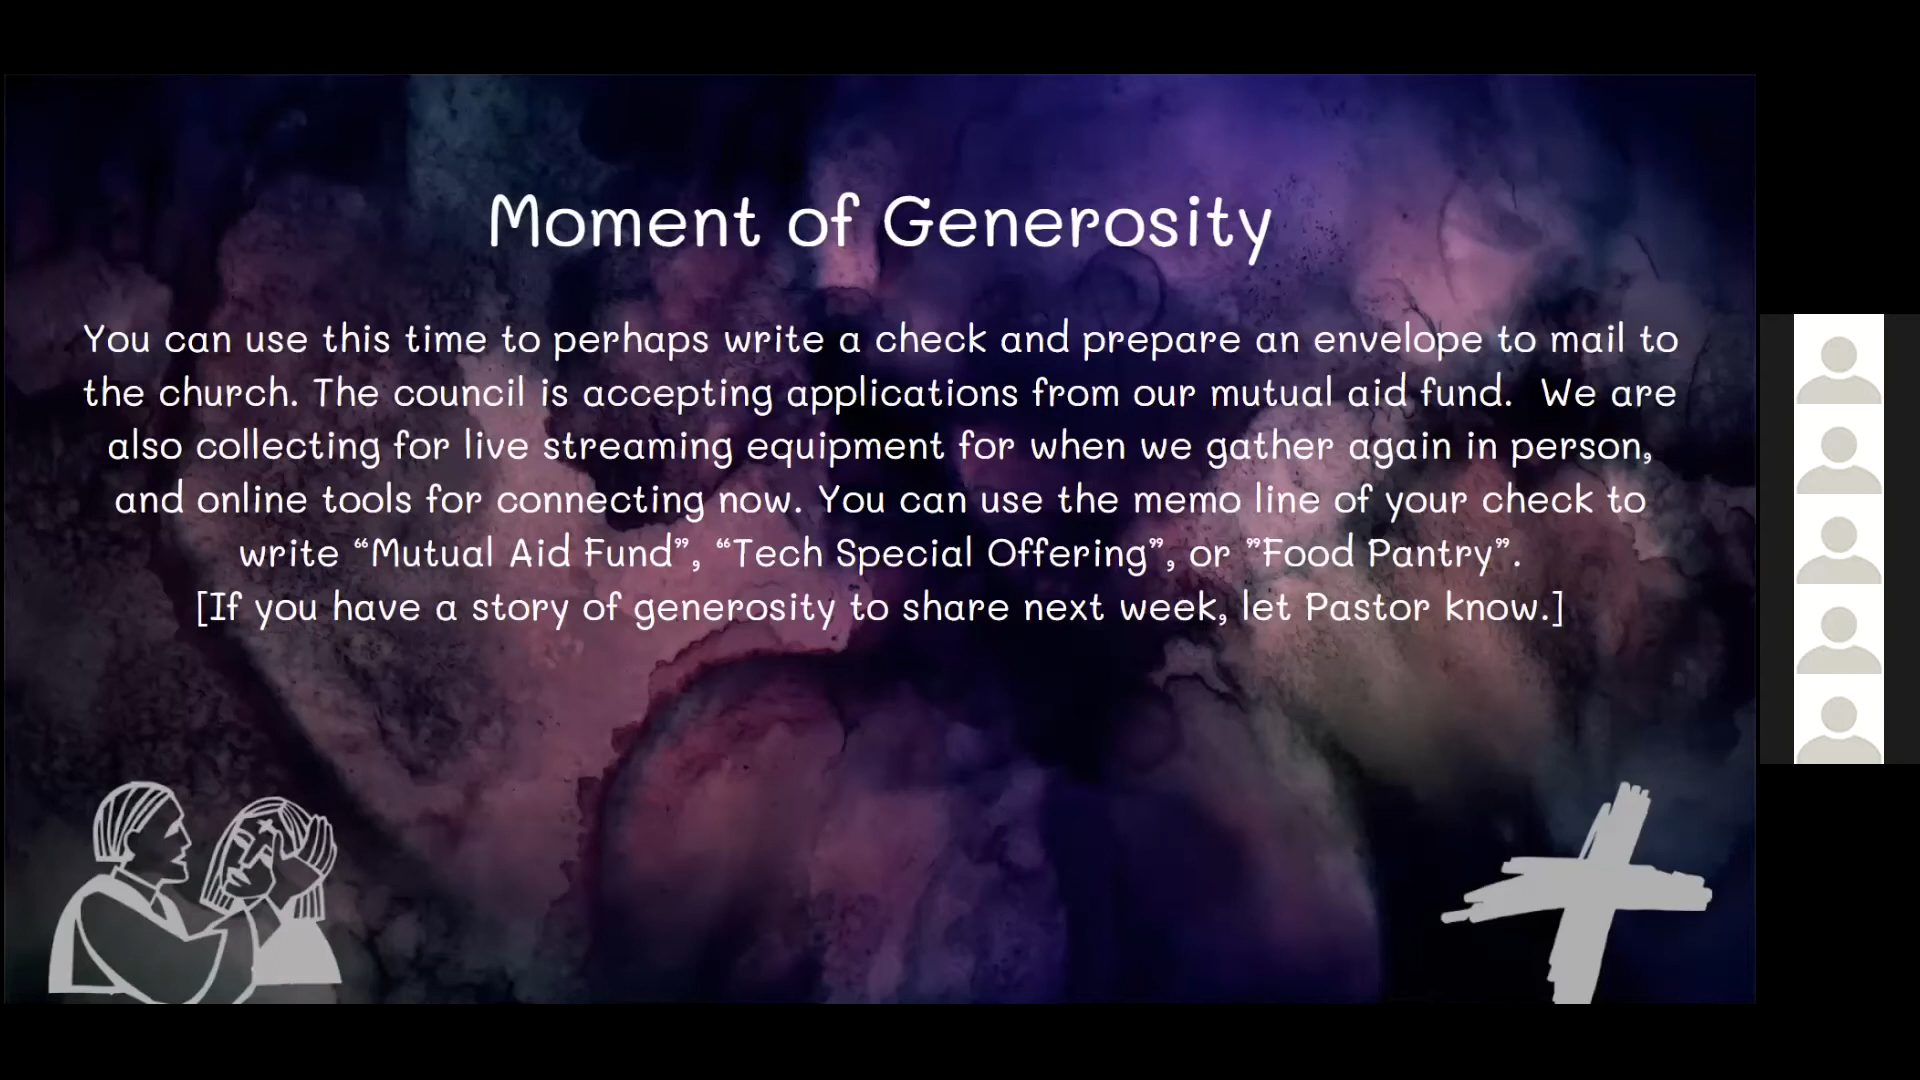 Moment of Generosity
You can use this time to perhaps write a check and prepare an envelope to mail to
the church. The council is accepting applications from our mutual aid fund.  We are
also collecting for live streaming equipment for when we gather again in person,
and online tools for connecting now. You can use the memo line of your check to
write “Mutual Aid Fund”, “Tech Special Offering”, or ”Food Pantry”.
[If you have a story of generosity to share next week, let Pastor know.]